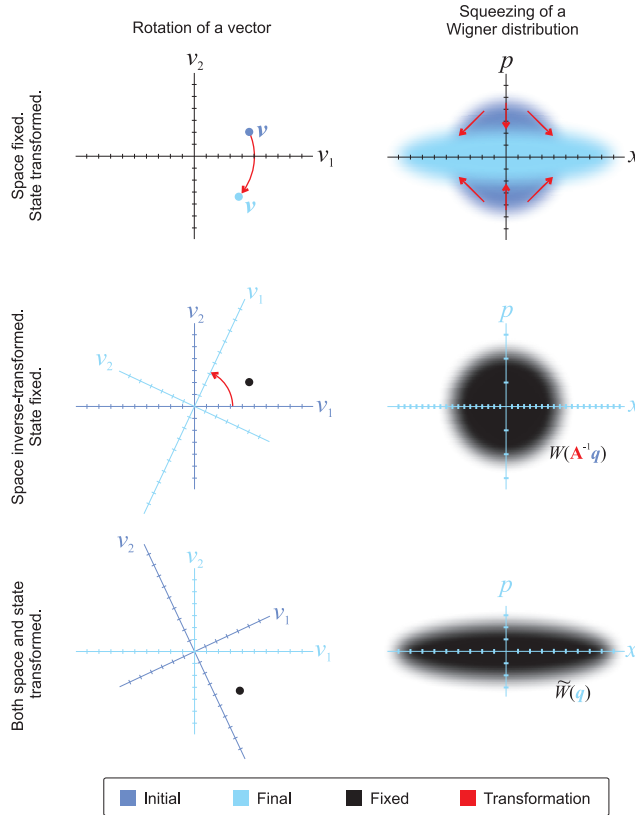 Rotation of a vector
Squeezing of a
Wigner distribution
Space fixed.
State transformed.
v₂
v₁
v
v
p
x
Space inverse-transformed.
State fixed.
v₁
v₂
v₂
v₁
p
x
W(A⁻¹q)
Both space and state
transformed.
v₂
v₂
v₁
v₁
p
x
W̃(q)
Initial
Final
Fixed
Transformation